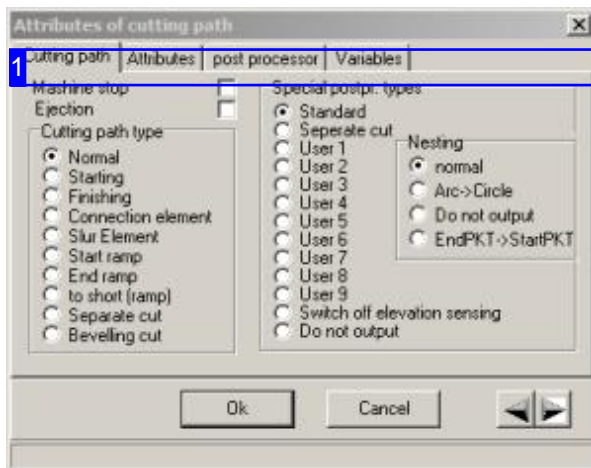 Attributes of cutting path
1
Cutting path Attributes post processor Variables
Mashine stop
Ejection
Cutting path type
Normal
Starting
Finishing
Connection element
Slur Element
Start ramp
End ramp
to short (ramp)
Separate cut
Bevelling cut
Special postpr. types
Standard
Seperate cut
User 1
User 2
User 3
User 4
User 5
User 6
User 7
User 8
User 9
Switch off elevation sensing
Do not output
Nesting
normal
Arc->Circle
Do not output
EndPKT->StartPKT
Ok Cancel